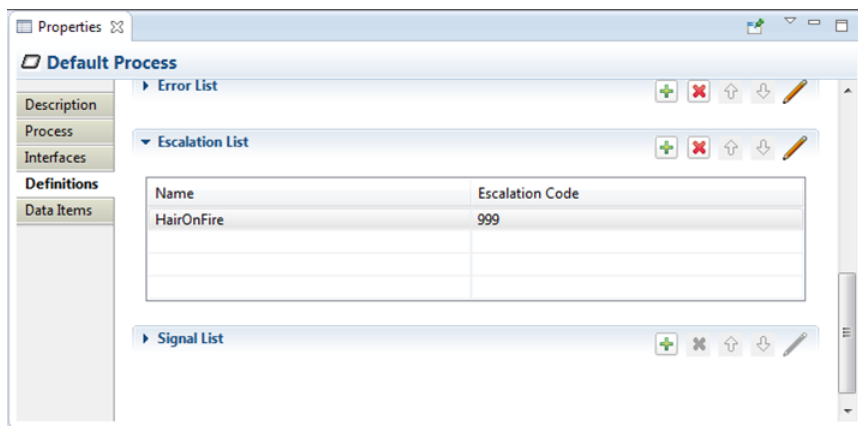 Properties
Default Process
Error List
Description
Process
Interfaces
Definitions
Data Items
Escalation List
Name Escalation Code
HairOnFire 999
Signal List